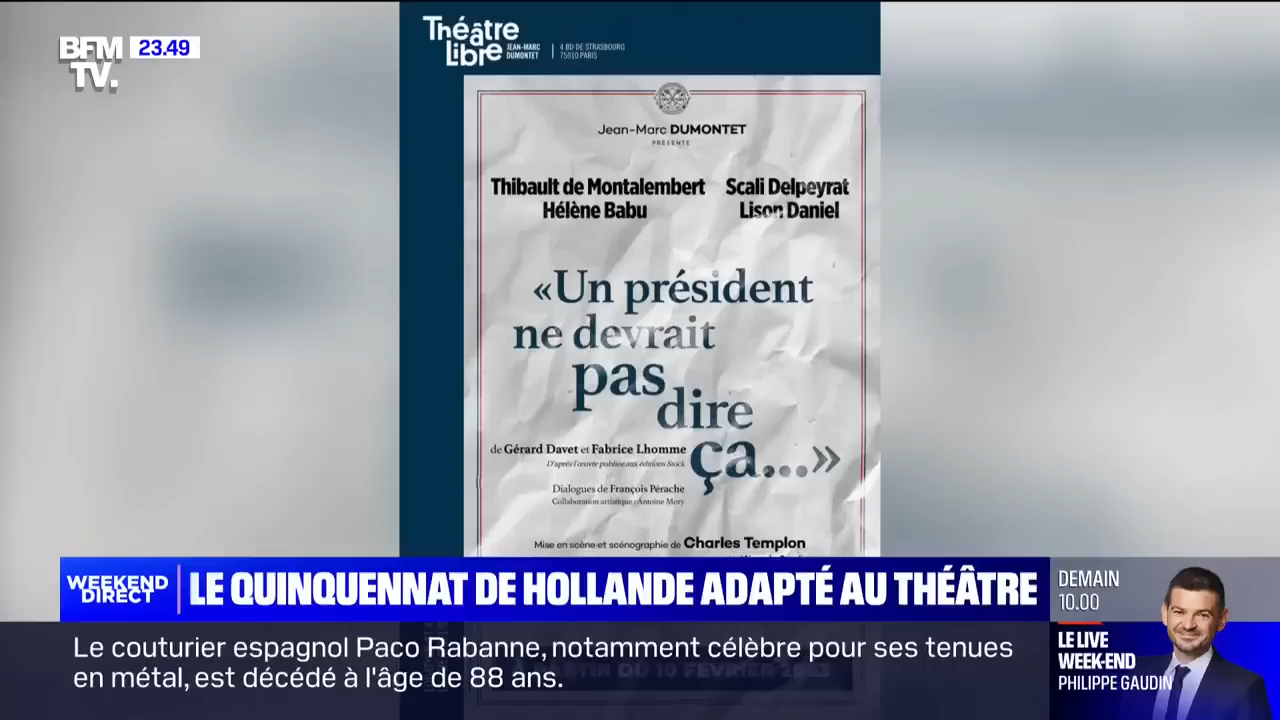 BFM
TV.
23.49
Théâtre
Libre
JEAN-MARC
DUMONTET
4 BD DE STRASBOURG
75010 PARIS
Jean-Marc DUMONTET
PRÉSENTE
Thibault de Montalembert
Hélène Babu
Scali Delpeyrat
Lison Daniel
«Un président
ne devrait
pas
dire
ça...»
de Gérard Davet et Fabrice Lhomme
D'après l'œuvre publiée aux éditions Stock
Dialogues de François Pérache
Collaboration artistique : Antoine Mory
Mise en scène et scénographie de Charles Templon
WEEKEND
DIRECT
LE QUINQUENNAT DE HOLLANDE ADAPTÉ AU THÉÂTRE
DEMAIN
10.00
LE LIVE
WEEK-END
PHILIPPE GAUDIN
Le couturier espagnol Paco Rabanne, notamment célèbre pour ses tenues
en métal, est décédé à l'âge de 88 ans.
À PARTIR DU 10 FÉVRIER